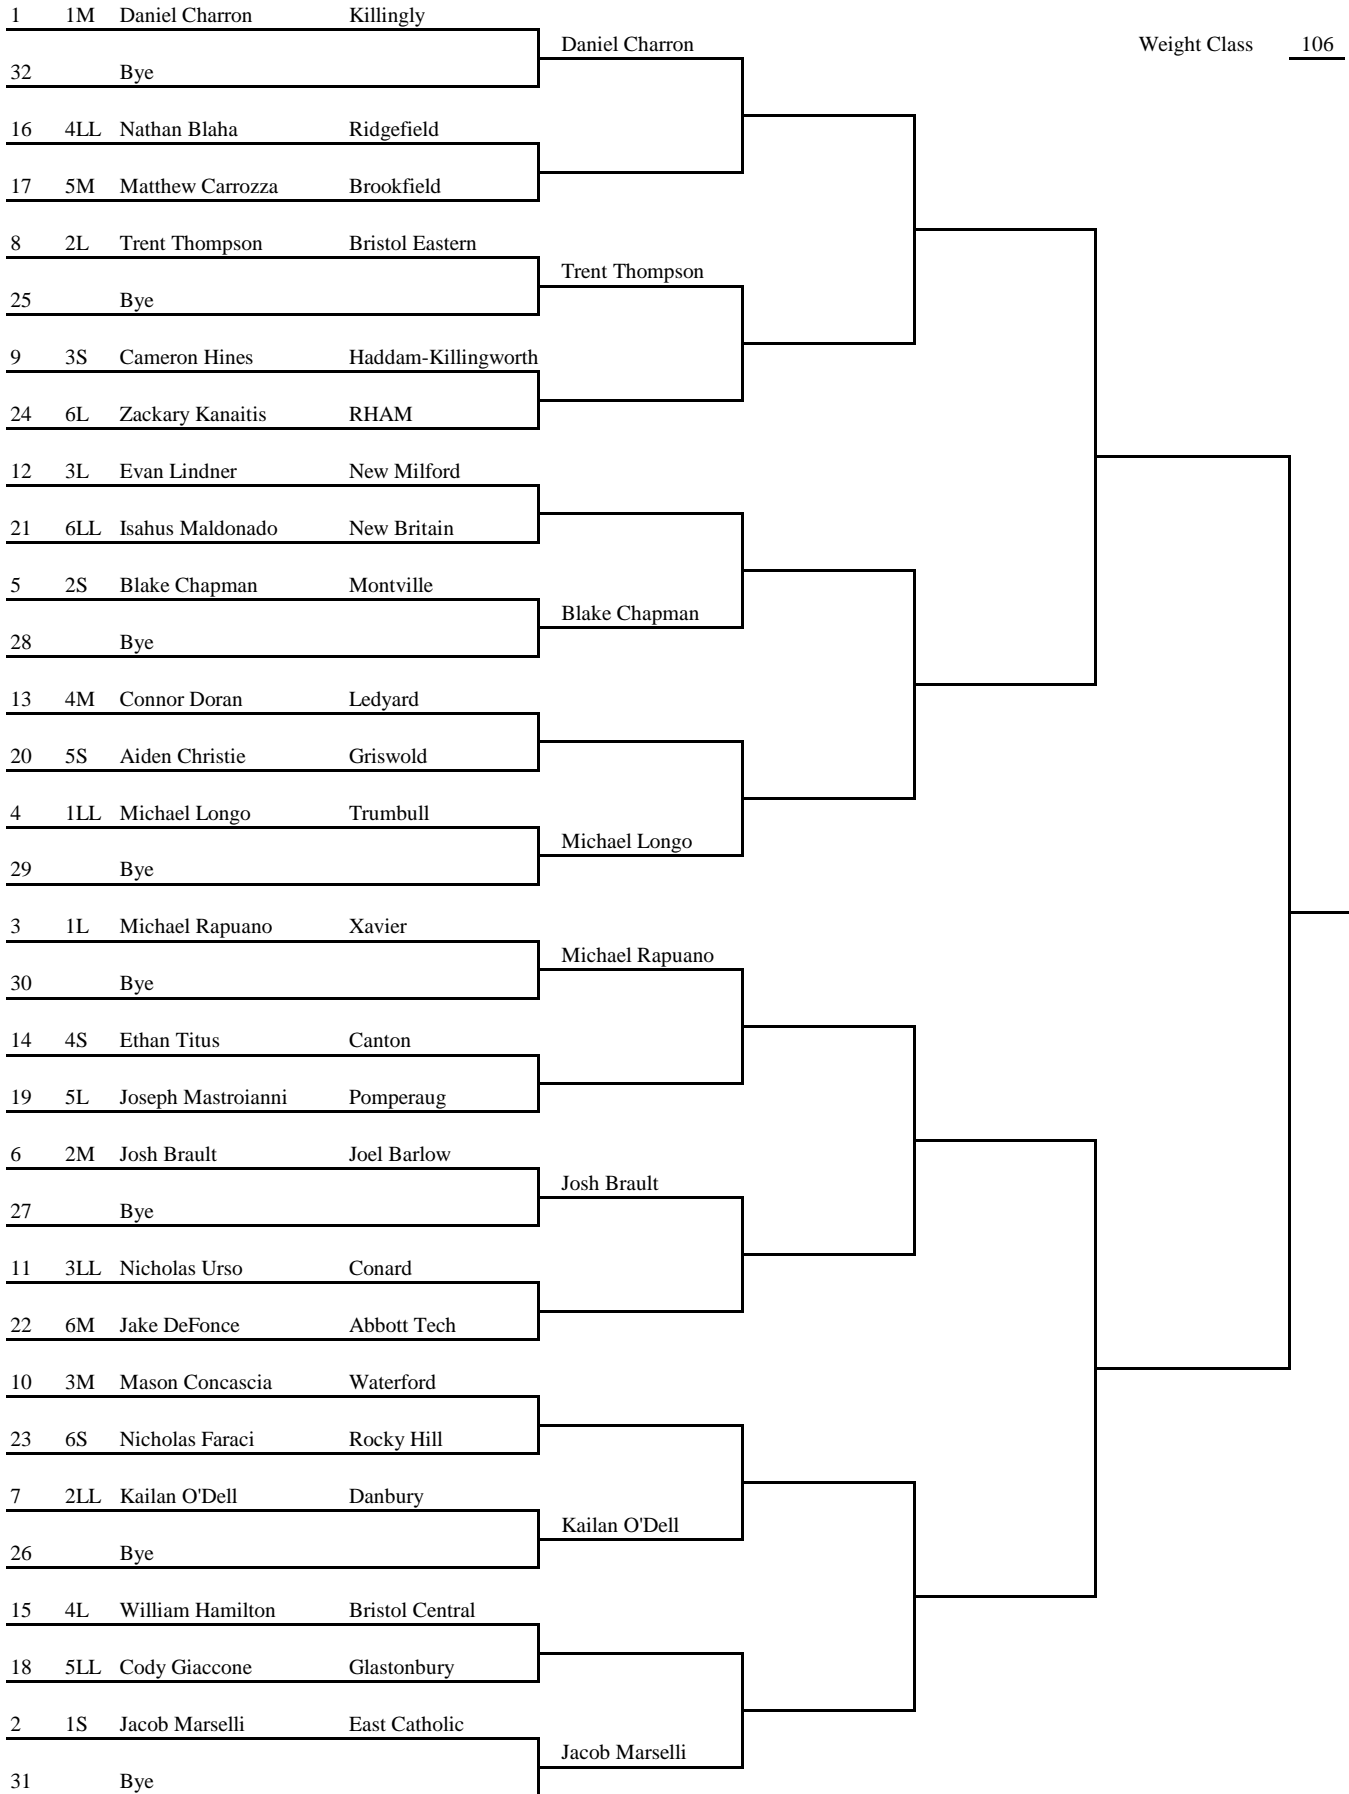 1 1M Daniel Charron Killingly
Daniel Charron
Weight Class 106
32 Bye
16 4LL Nathan Blaha Ridgefield
17 5M Matthew Carrozza Brookfield
8 2L Trent Thompson Bristol Eastern
Trent Thompson
25 Bye
9 3S Cameron Hines Haddam-Killingworth
24 6L Zackary Kanaitis RHAM
12 3L Evan Lindner New Milford
21 6LL Isahus Maldonado New Britain
5 2S Blake Chapman Montville
Blake Chapman
28 Bye
13 4M Connor Doran Ledyard
20 5S Aiden Christie Griswold
4 1LL Michael Longo Trumbull
Michael Longo
29 Bye
3 1L Michael Rapuano Xavier
Michael Rapuano
30 Bye
14 4S Ethan Titus Canton
19 5L Joseph Mastroianni Pomperaug
6 2M Josh Brault Joel Barlow
Josh Brault
27 Bye
11 3LL Nicholas Urso Conard
22 6M Jake DeFonce Abbott Tech
10 3M Mason Concascia Waterford
23 6S Nicholas Faraci Rocky Hill
7 2LL Kailan O'Dell Danbury
Kailan O'Dell
26 Bye
15 4L William Hamilton Bristol Central
18 5LL Cody Giaccone Glastonbury
2 1S Jacob Marselli East Catholic
Jacob Marselli
31 Bye